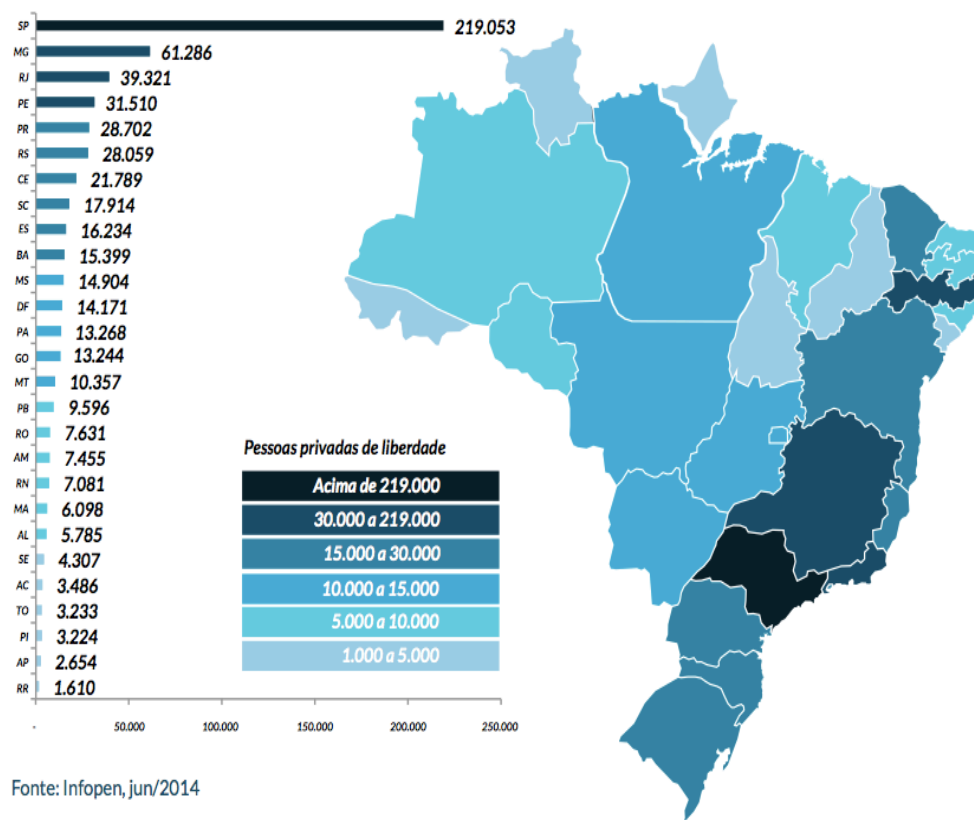 SP 219.053
MG 61.286
RJ 39.321
PE 31.510
PR 28.702
RS 28.059
CE 21.789
SC 17.914
ES 16.234
BA 15.399
MS 14.904
DF 14.171
PA 13.268
GO 13.244
MT 10.357
PB 9.596
RO 7.631
AM 7.455
RN 7.081
MA 6.098
AL 5.785
SE 4.307
AC 3.486
TO 3.233
PI 3.224
AP 2.654
RR 1.610
- 50.000 100.000 150.000 200.000 250.000
Pessoas privadas de liberdade
Acima de 219.000
30.000 a 219.000
15.000 a 30.000
10.000 a 15.000
5.000 a 10.000
1.000 a 5.000
Fonte: Infopen, jun/2014